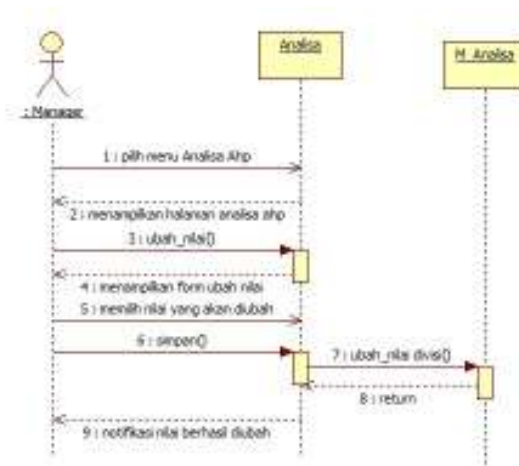 Analisa
M_Analisa
: Manager
1 : pilih menu Analisa Ahp
2 : menampilkan halaman analisa ahp
3 : ubah_nilai()
4 : menampilkan form ubah nilai
5 : memilih nilai yang akan diubah
6 : simpan()
7 : ubah_nilai divisi()
8 : return
9 : notifikasi nilai berhasil diubah